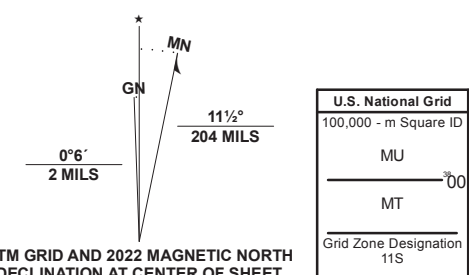 ★
MN
GN
11½°
204 MILS
0°6´
2 MILS
TM GRID AND 2022 MAGNETIC NORTH
DECLINATION AT CENTER OF SHEET
U.S. National Grid
100,000 - m Square ID
MU
3800
MT
Grid Zone Designation
11S